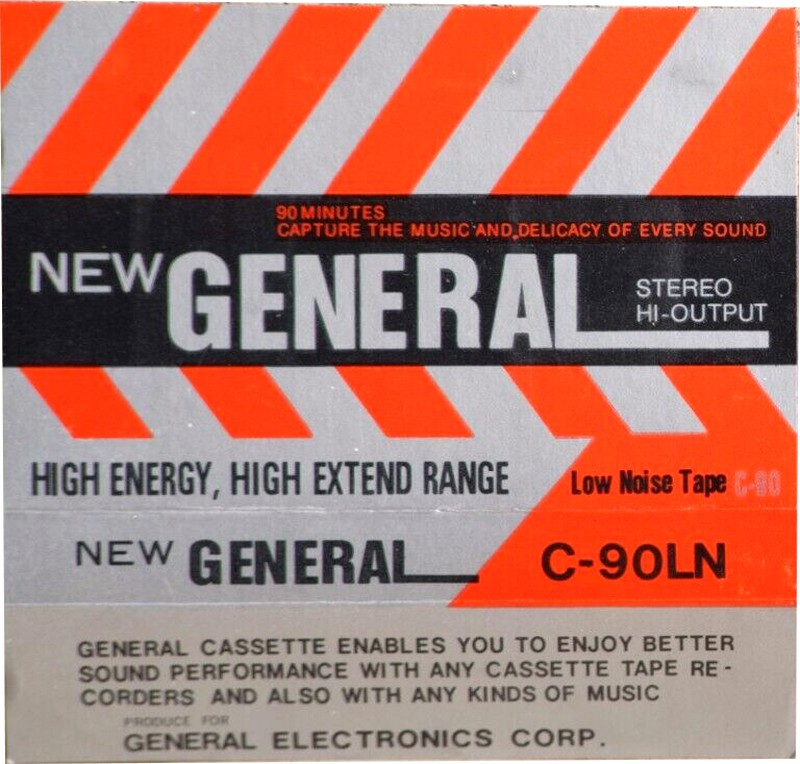 90 MINUTES
CAPTURE THE MUSIC AND DELICACY OF EVERY SOUND
NEW GENERAL
STEREO
HI-OUTPUT
HIGH ENERGY, HIGH EXTEND RANGE
Low Noise Tape C-90
NEW GENERAL
C-90LN
GENERAL CASSETTE ENABLES YOU TO ENJOY BETTER
SOUND PERFORMANCE WITH ANY CASSETTE TAPE RE-
CORDERS AND ALSO WITH ANY KINDS OF MUSIC
PRODUCE FOR
GENERAL ELECTRONICS CORP.